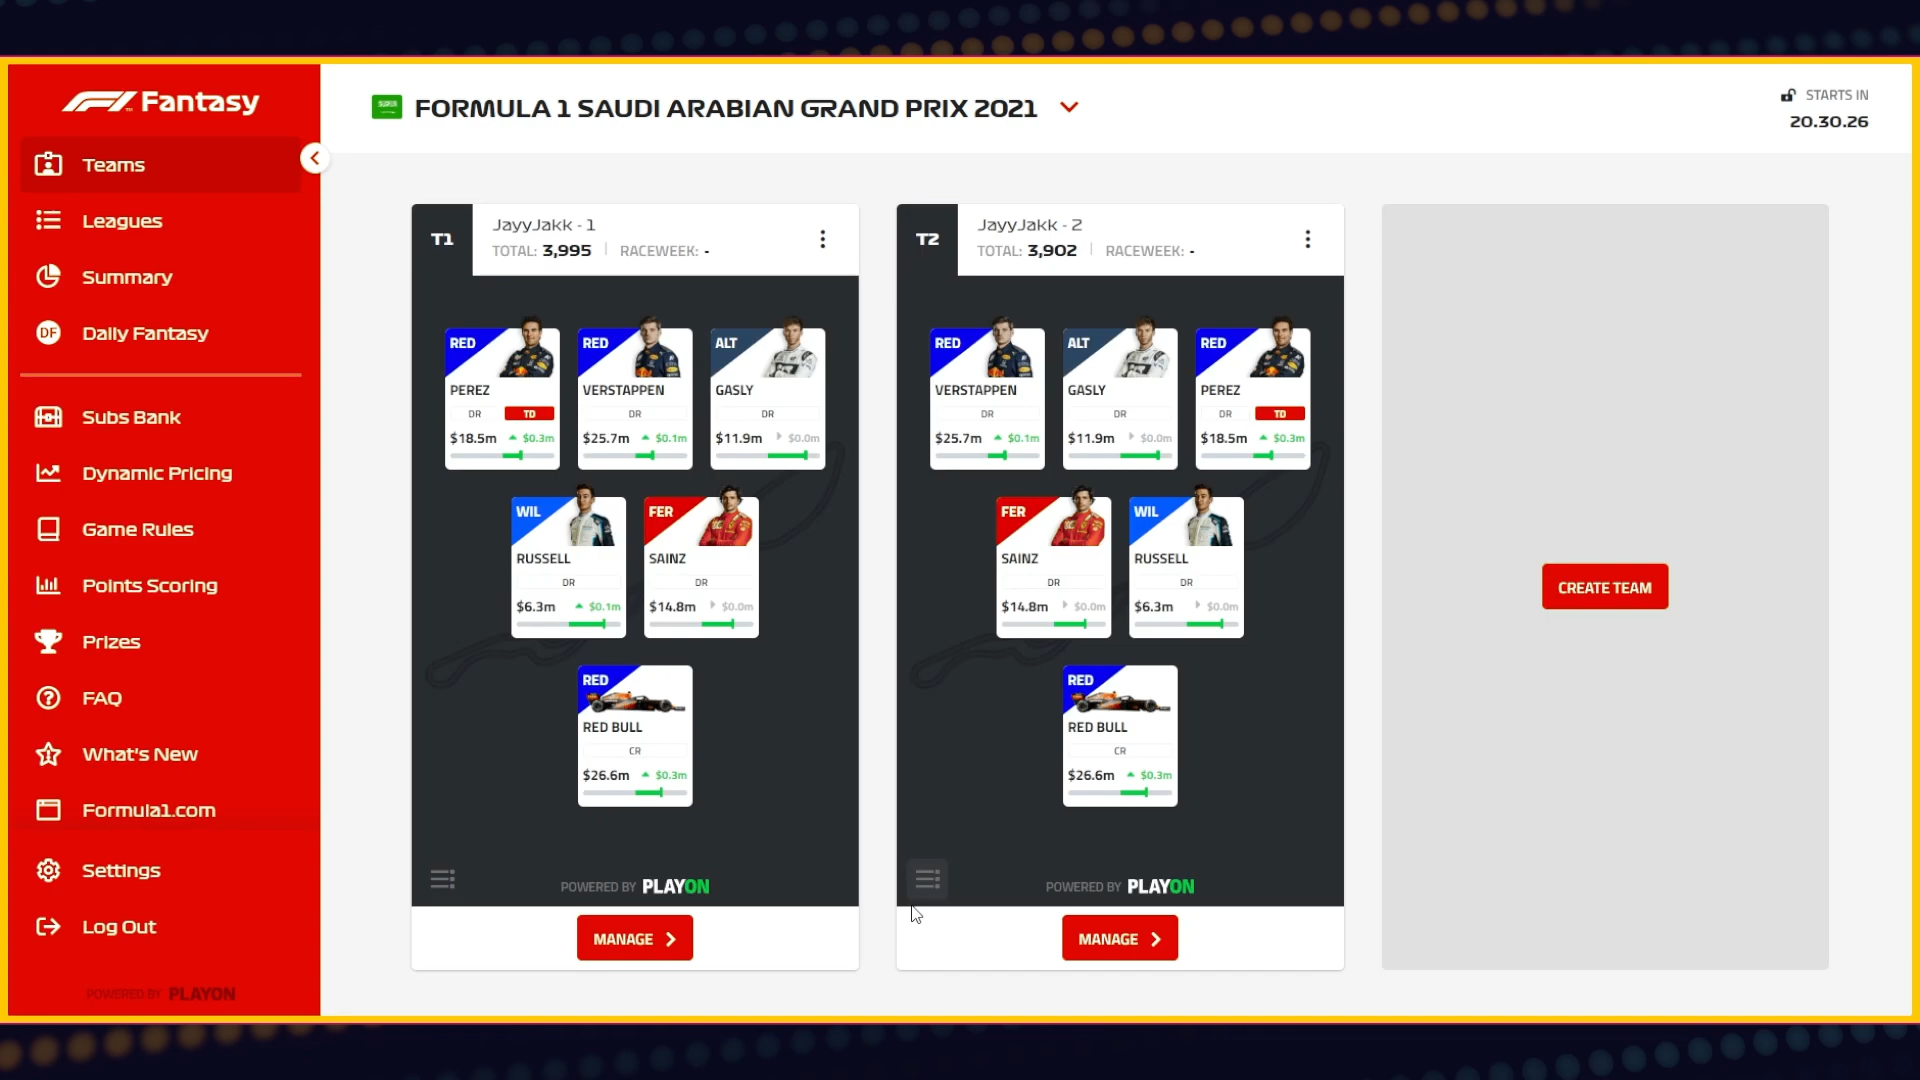 F1 Fantasy
Teams
Leagues
Summary
DF Daily Fantasy
Subs Bank
Dynamic Pricing
Game Rules
Points Scoring
Prizes
FAQ
What's New
Formula1.com
Settings
Log Out
POWERED BY PLAYON
FORMULA 1 SAUDI ARABIAN GRAND PRIX 2021
STARTS IN
20.30.26
T1
JayyJakk - 1
TOTAL: 3,995 RACEWEEK: -
RED
PEREZ
DR TD
$18.5m $0.3m
RED
VERSTAPPEN
DR
$25.7m $0.1m
ALT
GASLY
DR
$11.9m $0.0m
WIL
RUSSELL
DR
$6.3m $0.1m
FER
SAINZ
DR
$14.8m $0.0m
RED
RED BULL
CR
$26.6m $0.3m
POWERED BY PLAYON
MANAGE
T2
JayyJakk - 2
TOTAL: 3,902 RACEWEEK: -
RED
VERSTAPPEN
DR
$25.7m $0.1m
ALT
GASLY
DR
$11.9m $0.0m
RED
PEREZ
DR TD
$18.5m $0.3m
FER
SAINZ
DR
$14.8m $0.0m
WIL
RUSSELL
DR
$6.3m $0.0m
RED
RED BULL
CR
$26.6m $0.3m
POWERED BY PLAYON
MANAGE
CREATE TEAM